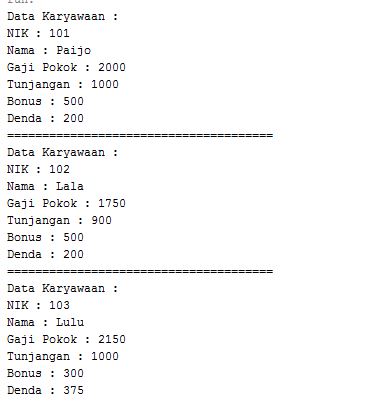 run:
Data Karyawaan :
NIK : 101
Nama : Paijo
Gaji Pokok : 2000
Tunjangan : 1000
Bonus : 500
Denda : 200
======================================
Data Karyawaan :
NIK : 102
Nama : Lala
Gaji Pokok : 1750
Tunjangan : 900
Bonus : 500
Denda : 200
======================================
Data Karyawaan :
NIK : 103
Nama : Lulu
Gaji Pokok : 2150
Tunjangan : 1000
Bonus : 300
Denda : 375